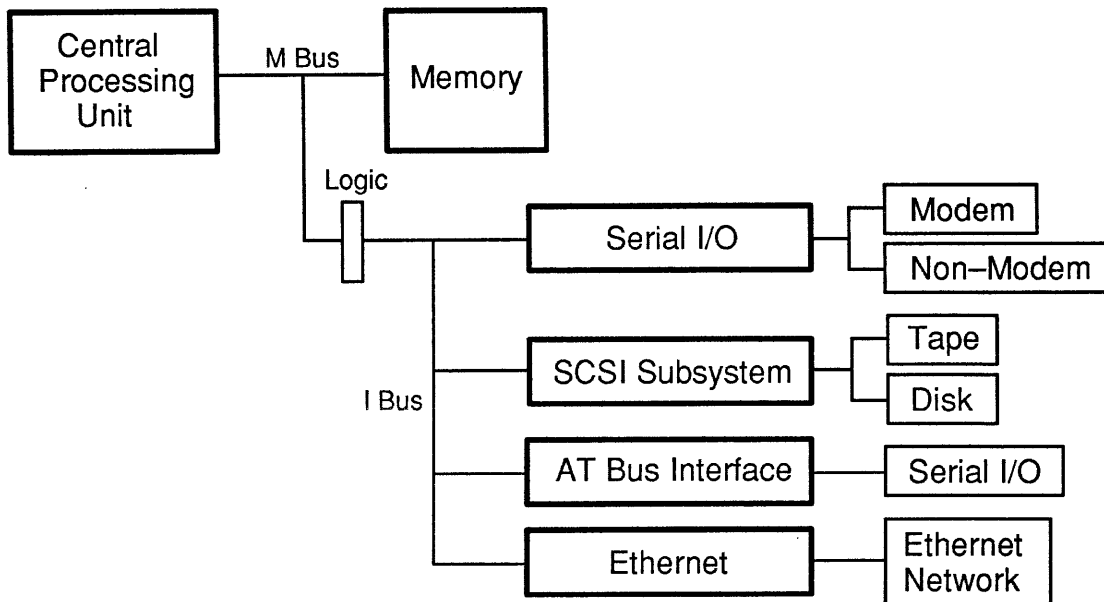 Central
Processing
Unit
M Bus
Memory
Logic
Serial I/O
Modem
Non–Modem
SCSI Subsystem
Tape
Disk
I Bus
AT Bus Interface
Serial I/O
Ethernet
Ethernet
Network